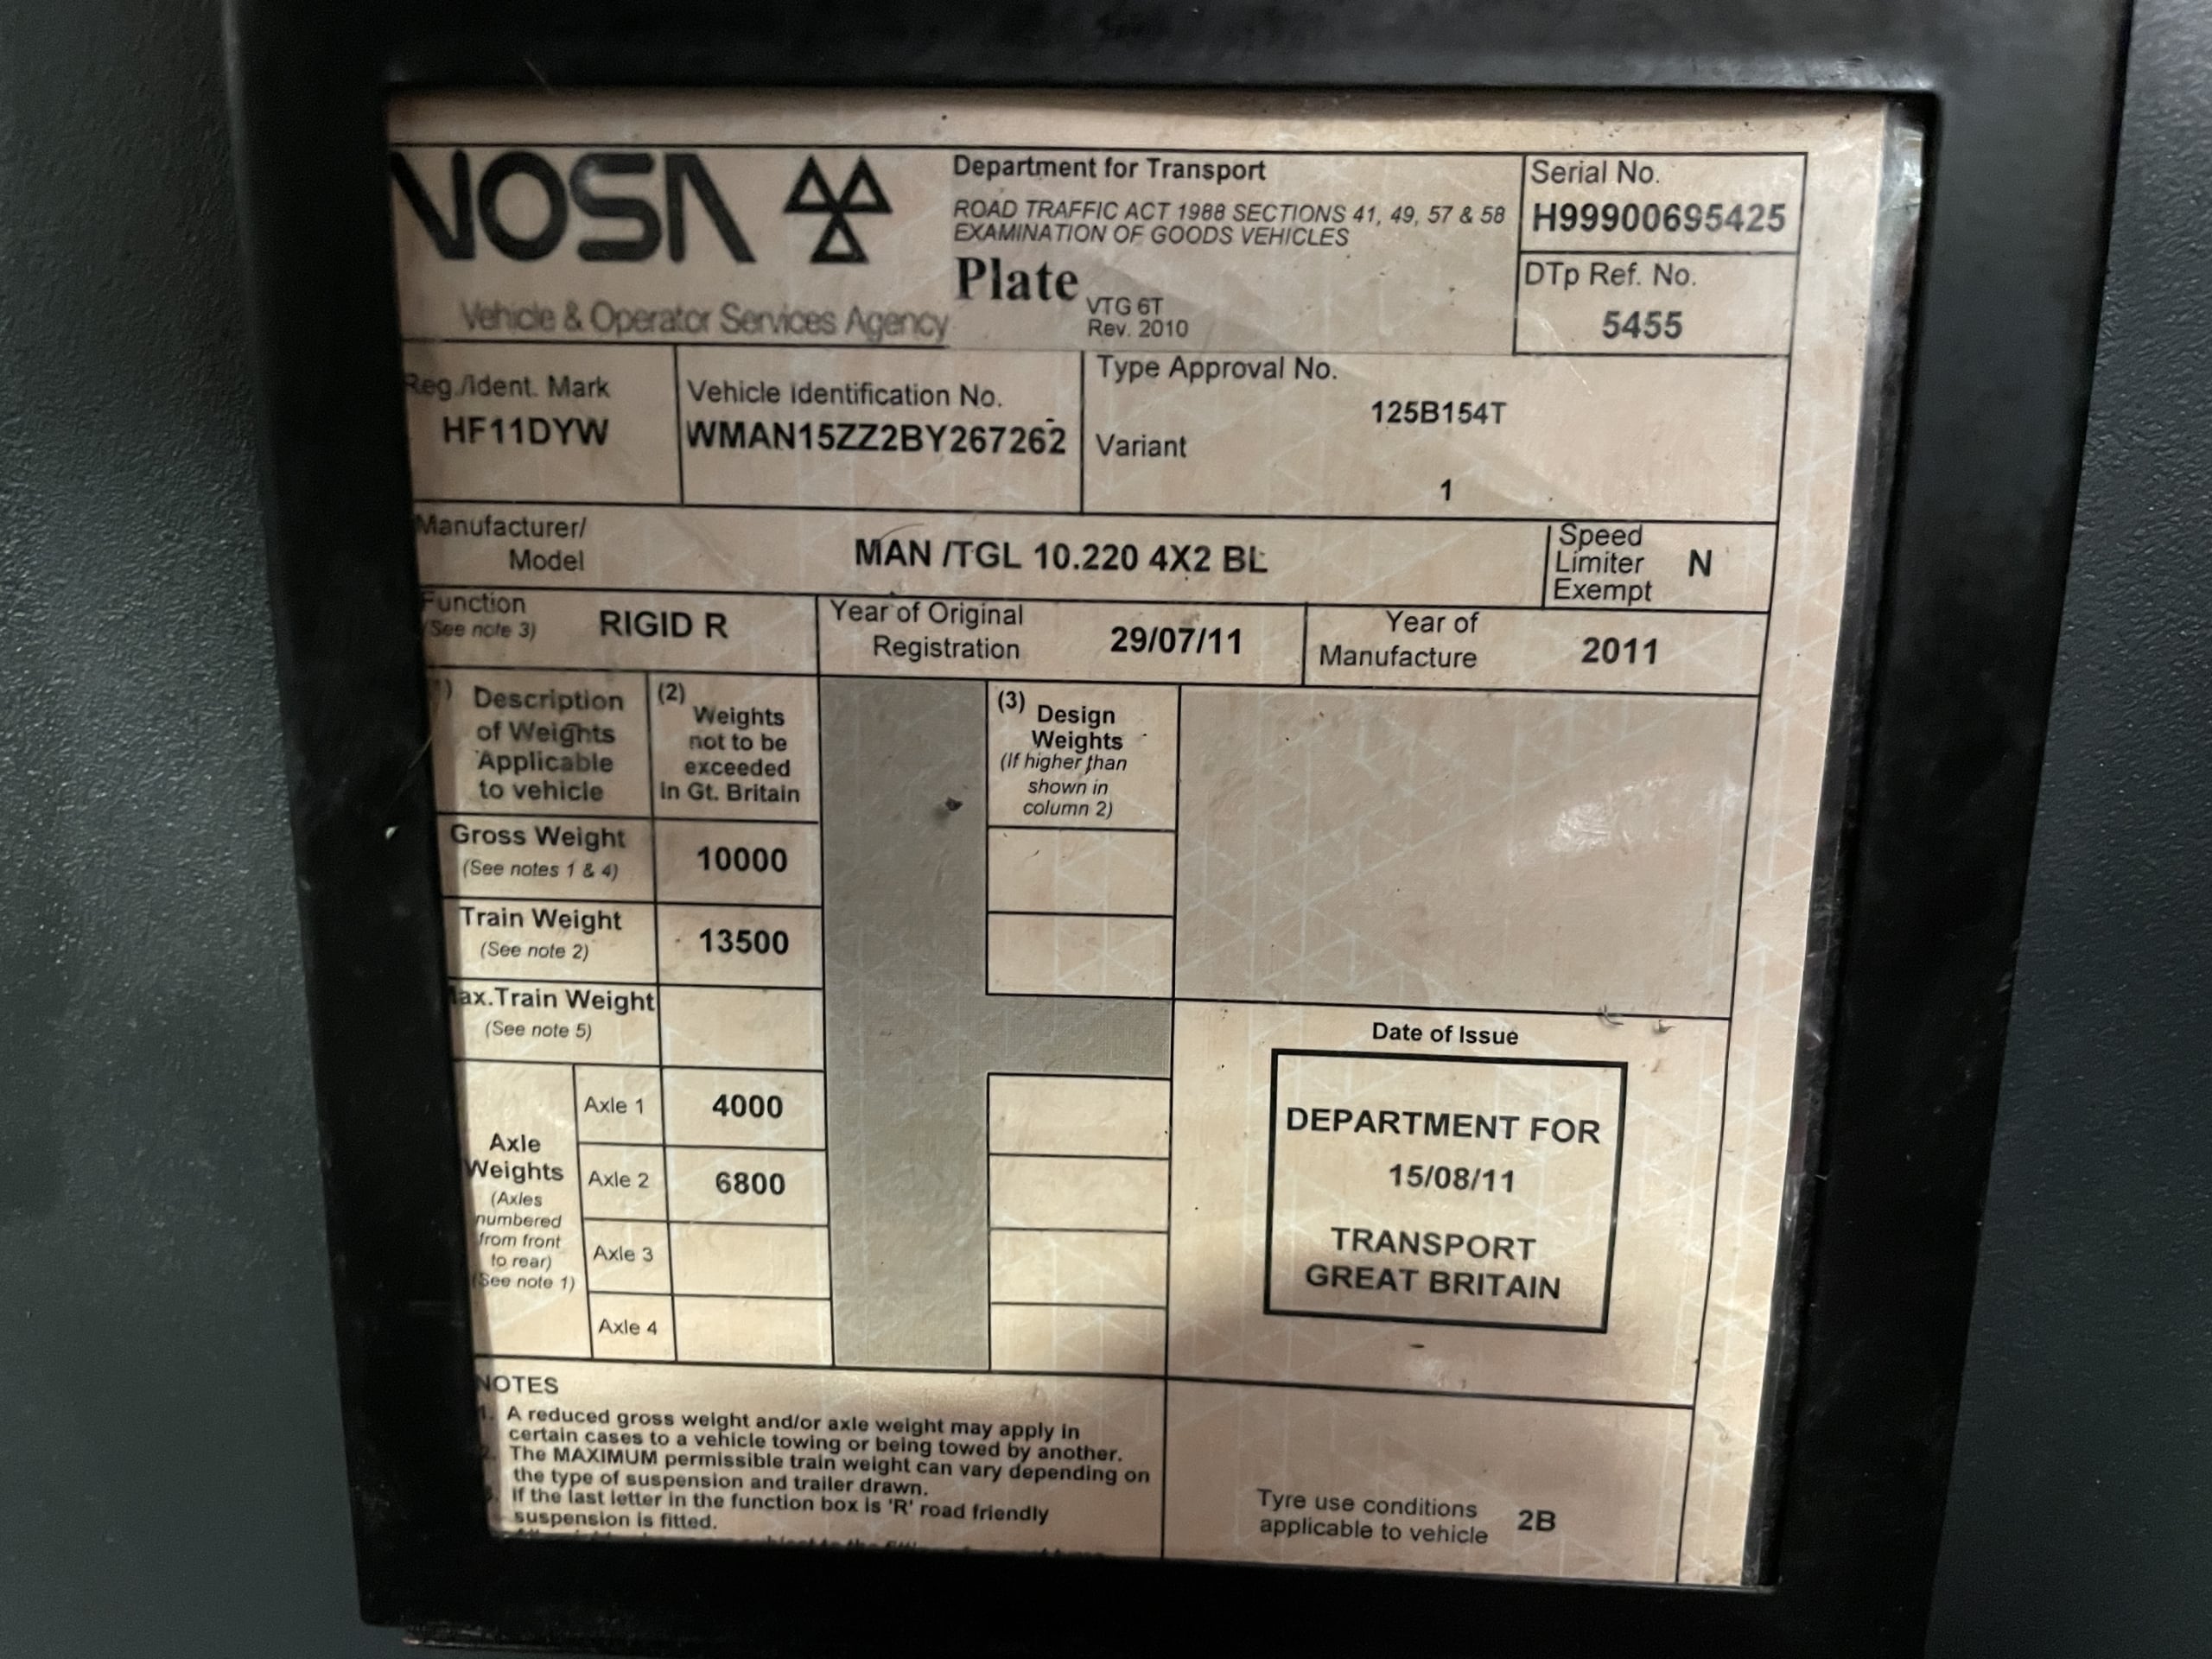 VOSA
Department for Transport
ROAD TRAFFIC ACT 1988 SECTIONS 41, 49, 57 & 58
EXAMINATION OF GOODS VEHICLES
Plate VTG 6T
Rev. 2010
Vehicle & Operator Services Agency
Serial No.
H99900695425
DTp Ref. No.
5455
Reg./Ident. Mark
HF11DYW
Vehicle Identification No.
WMAN15ZZ2BY267262
Type Approval No.
125B154T
Variant
1
Manufacturer/
Model
MAN /TGL 10.220 4X2 BL
Speed
Limiter N
Exempt
Function
(See note 3)
RIGID R
Year of Original
Registration
29/07/11
Year of
Manufacture
2011
) Description
of Weights
Applicable
to vehicle
(2) Weights
not to be
exceeded
in Gt. Britain
(3) Design
Weights
(If higher than
shown in
column 2)
Gross Weight
(See notes 1 & 4)
10000
Train Weight
(See note 2)
13500
ax.Train Weight
(See note 5)
Axle
Weights
(Axles
numbered
from front
to rear)
(See note 1)
Axle 1 4000
Axle 2 6800
Axle 3
Axle 4
Date of Issue
DEPARTMENT FOR
15/08/11
TRANSPORT
GREAT BRITAIN
NOTES
1. A reduced gross weight and/or axle weight may apply in
certain cases to a vehicle towing or being towed by another.
2. The MAXIMUM permissible train weight can vary depending on
the type of suspension and trailer drawn.
3. If the last letter in the function box is 'R' road friendly
suspension is fitted.
Tyre use conditions
applicable to vehicle 2B